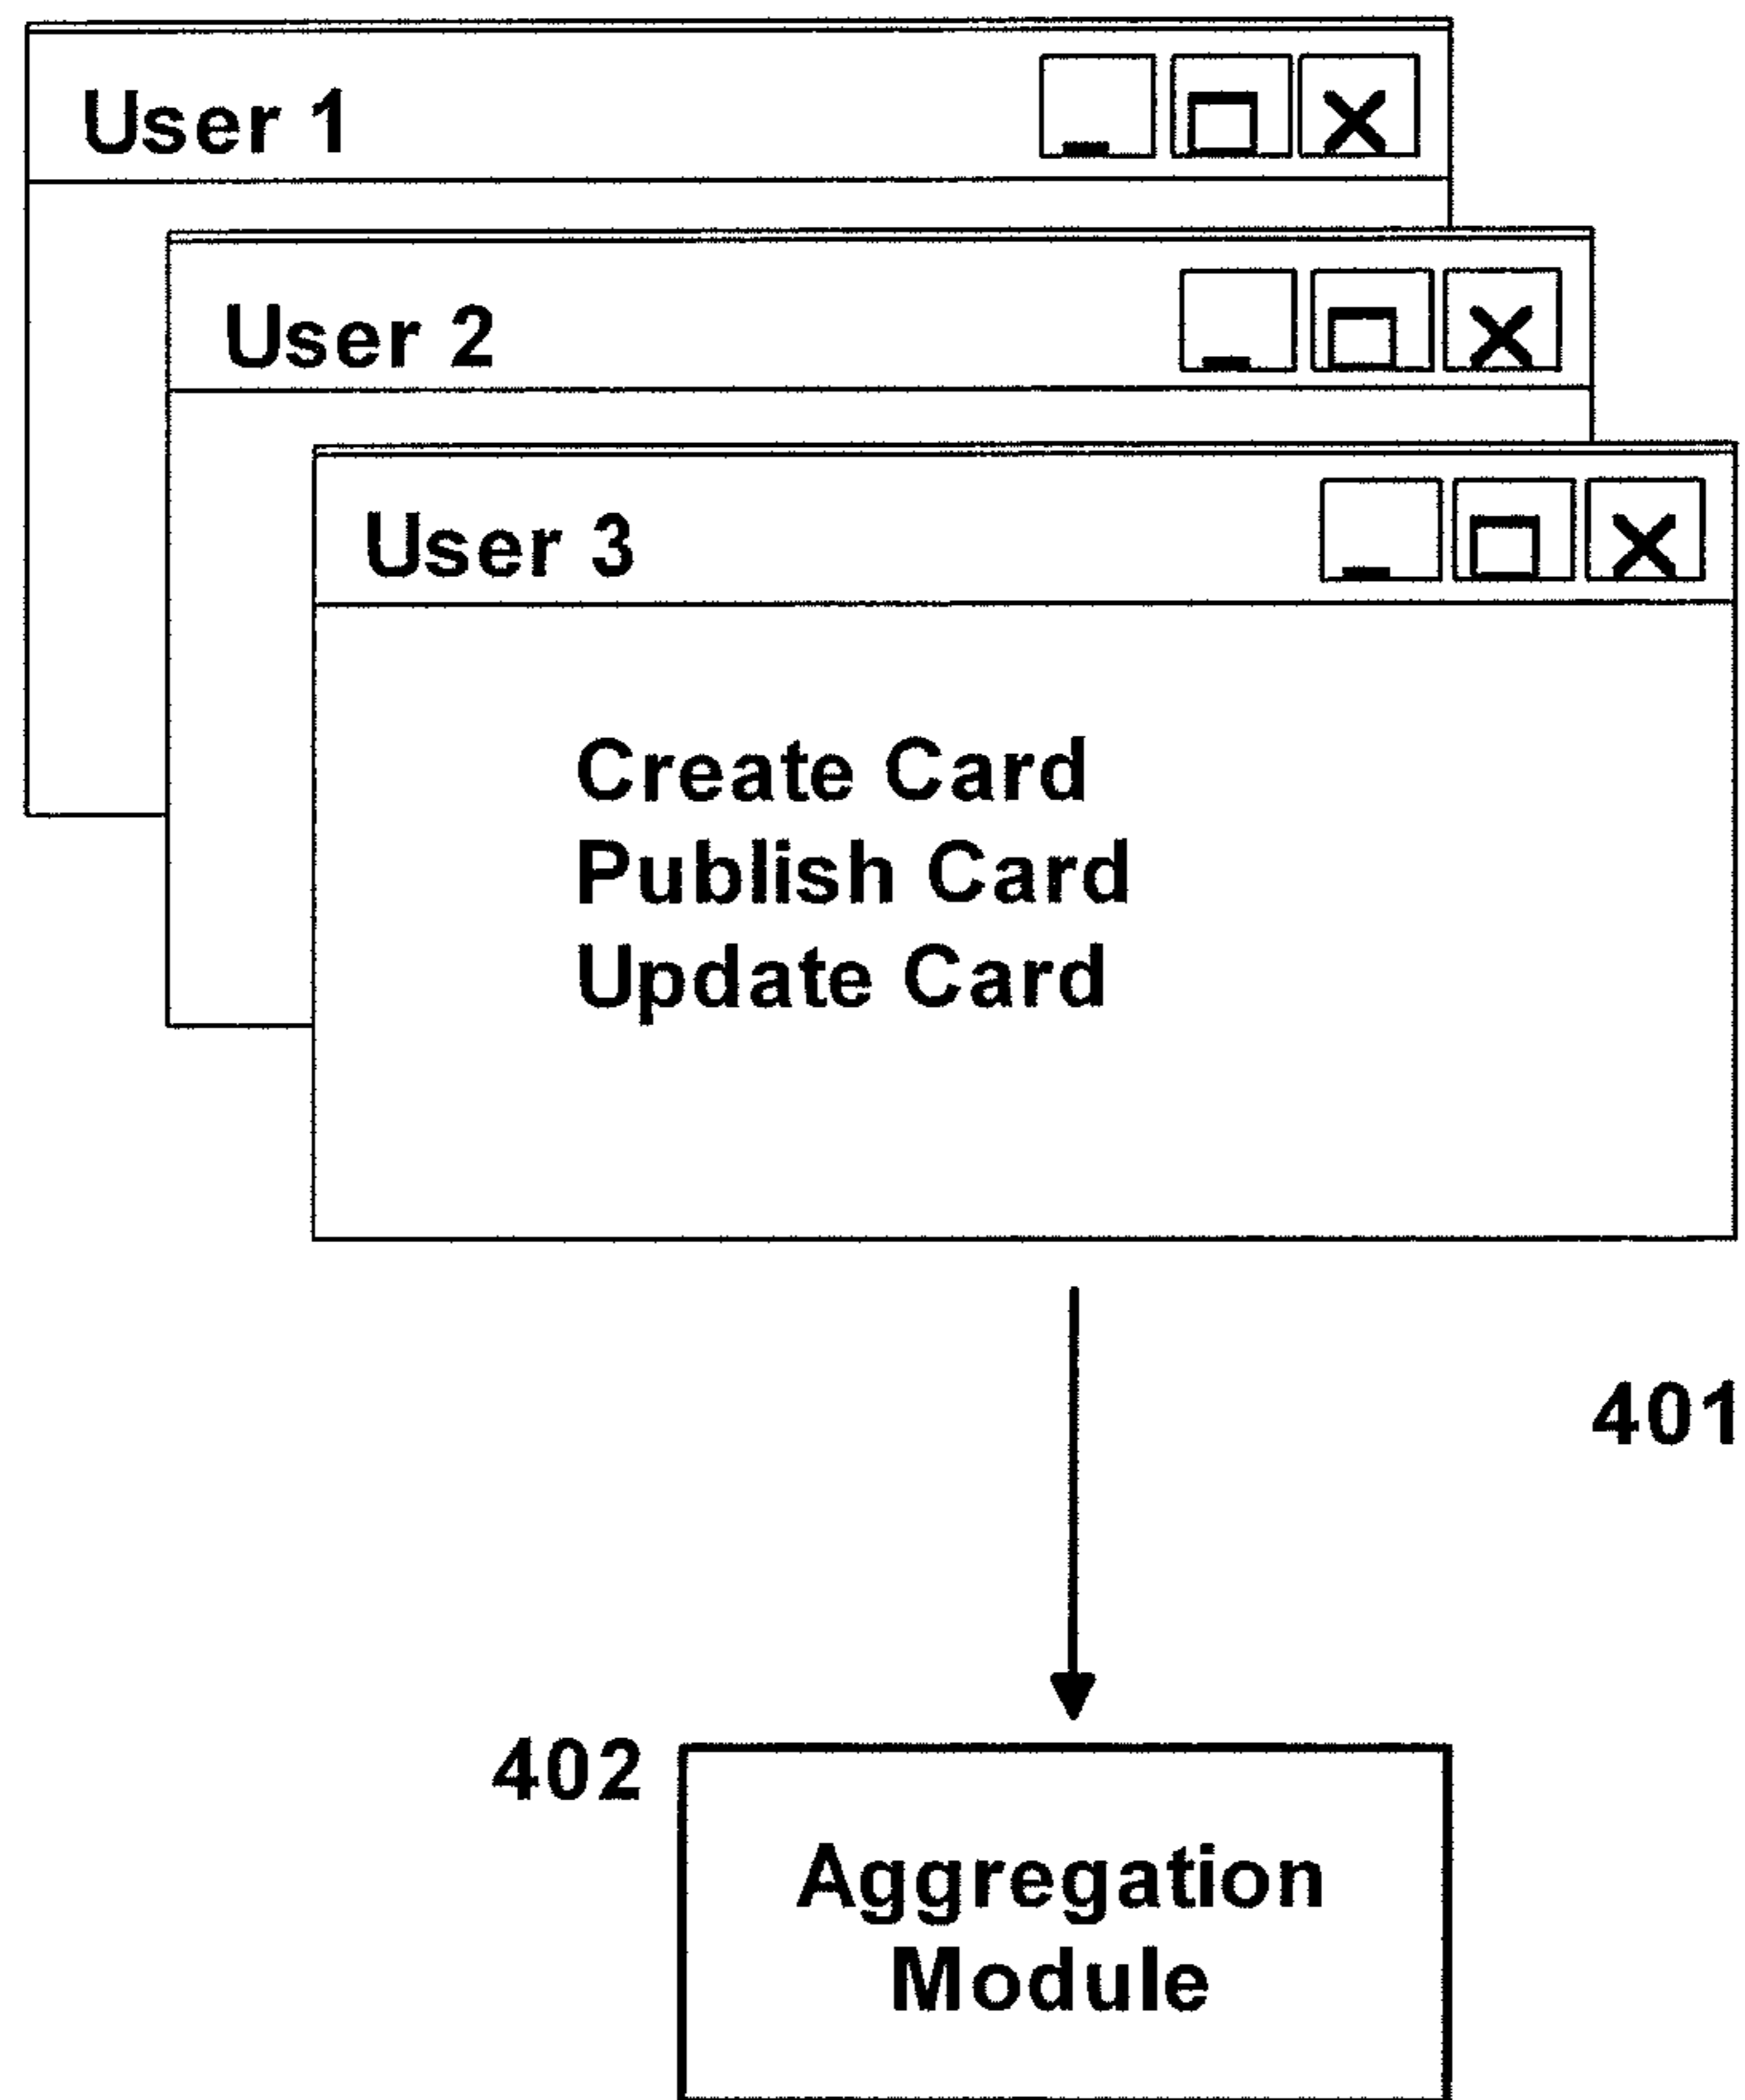 User 1
User 2
User 3
Create Card
Publish Card
Update Card
401
402
Aggregation
Module